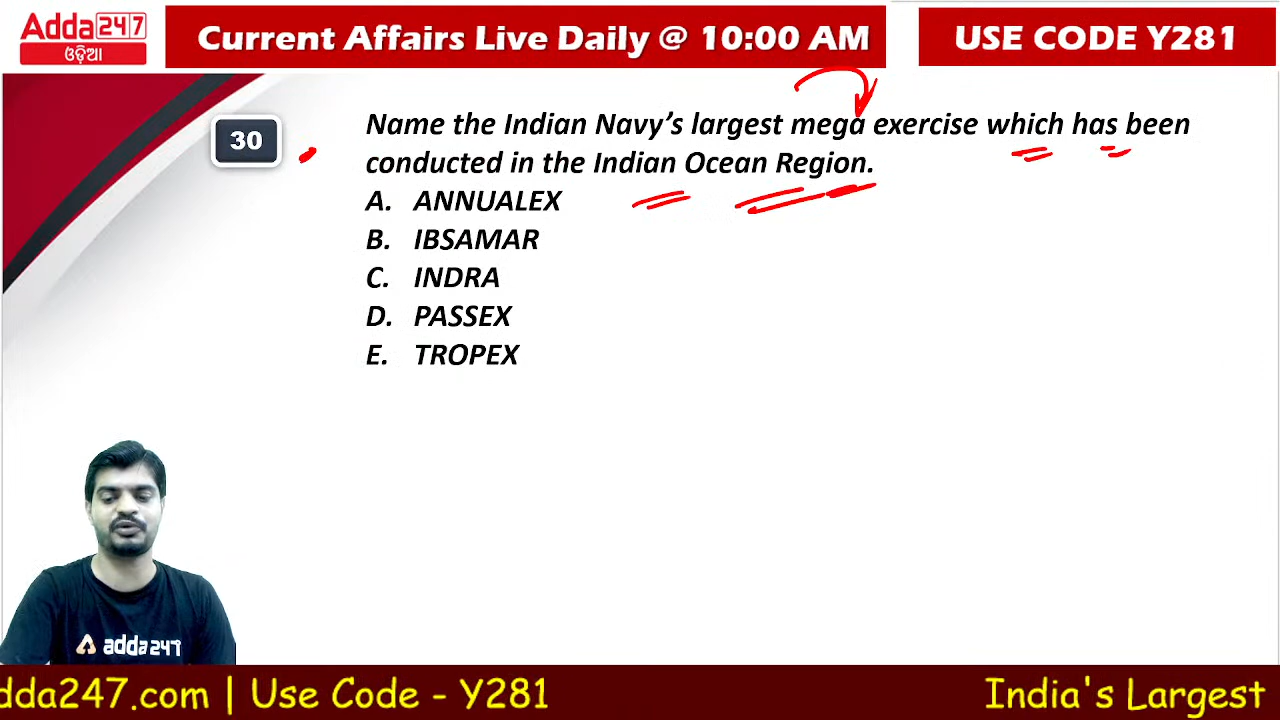 Adda247
ଓଡ଼ିଆ
Current Affairs Live Daily @ 10:00 AM
USE CODE Y281
30
Name the Indian Navy’s largest mega exercise which has been
conducted in the Indian Ocean Region.
A. ANNUALEX
B. IBSAMAR
C. INDRA
D. PASSEX
E. TROPEX
adda247
dda247.com | Use Code - Y281
India's Largest